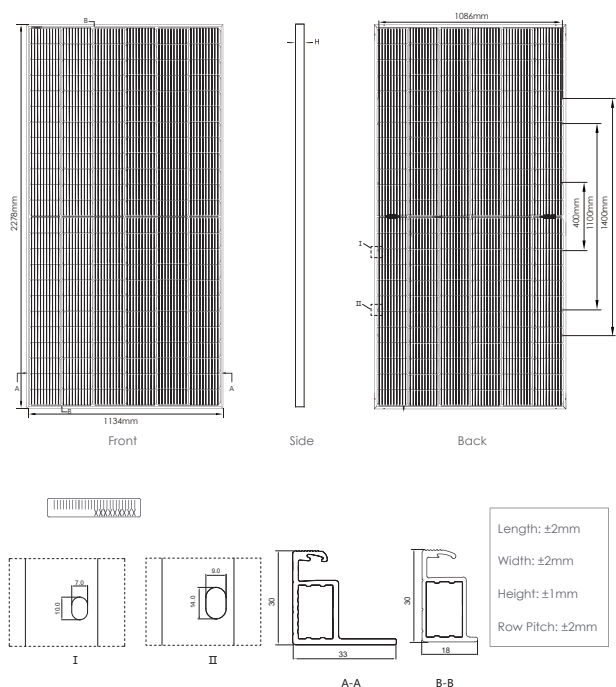 B
H
1086mm
2278mm
400mm
1100mm
1400mm
I
II
A
A
B
1134mm
Front
Side
Back
7.0
10.0
I
9.0
14.0
II
30
33
A-A
30
18
B-B
Length: ±2mm
Width: ±2mm
Height: ±1mm
Row Pitch: ±2mm